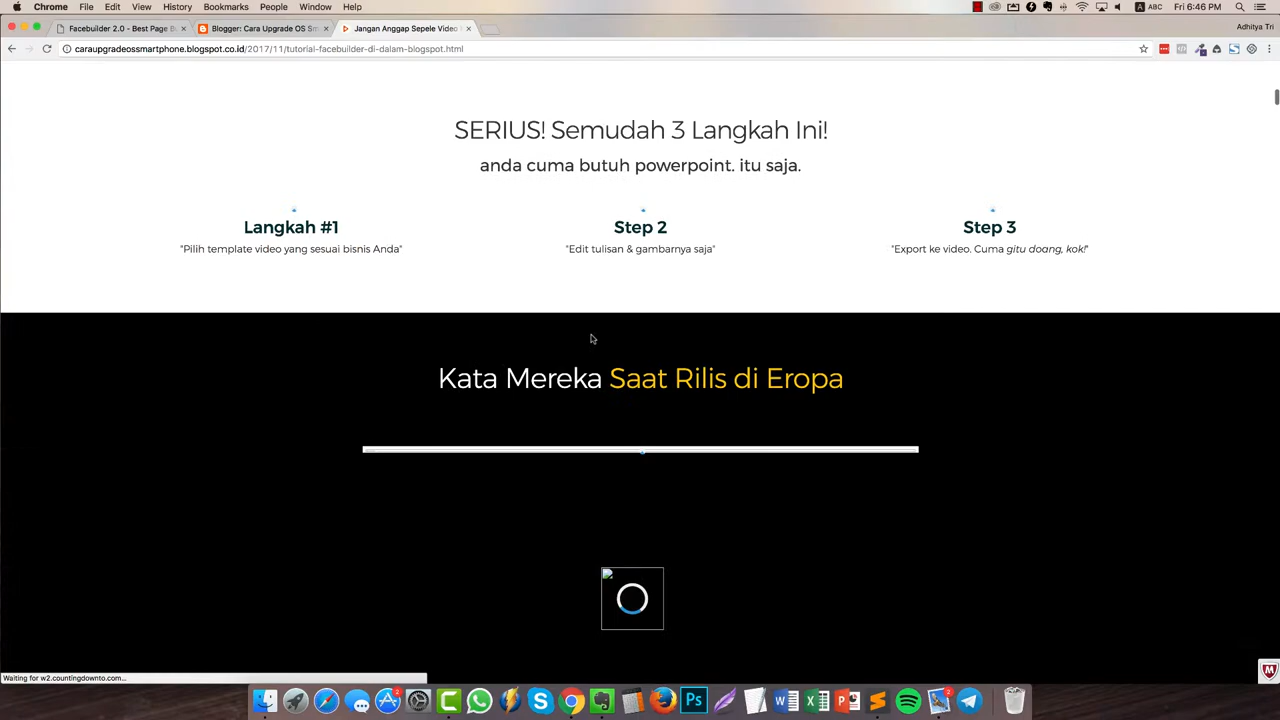 Chrome File Edit View History Bookmarks People Window Help
ABC Fri 6:46 PM
Facebuilder 2.0 - Best Page B
Blogger: Cara Upgrade OS Sm
Jangan Anggap Sepele Video
Adhitya Tri
caraupgradeossmartphone.blogspot.co.id/2017/11/tutorial-facebuilder-di-dalam-blogspot.html
SERIUS! Semudah 3 Langkah Ini!
anda cuma butuh powerpoint. itu saja.
Langkah #1
"Pilih template video yang sesuai bisnis Anda"
Step 2
"Edit tulisan & gambarnya saja"
Step 3
"Export ke video. Cuma gitu doang, kok!"
Kata Mereka Saat Rilis di Eropa
Waiting for w2.countingdownto.com...
2
Ps
2